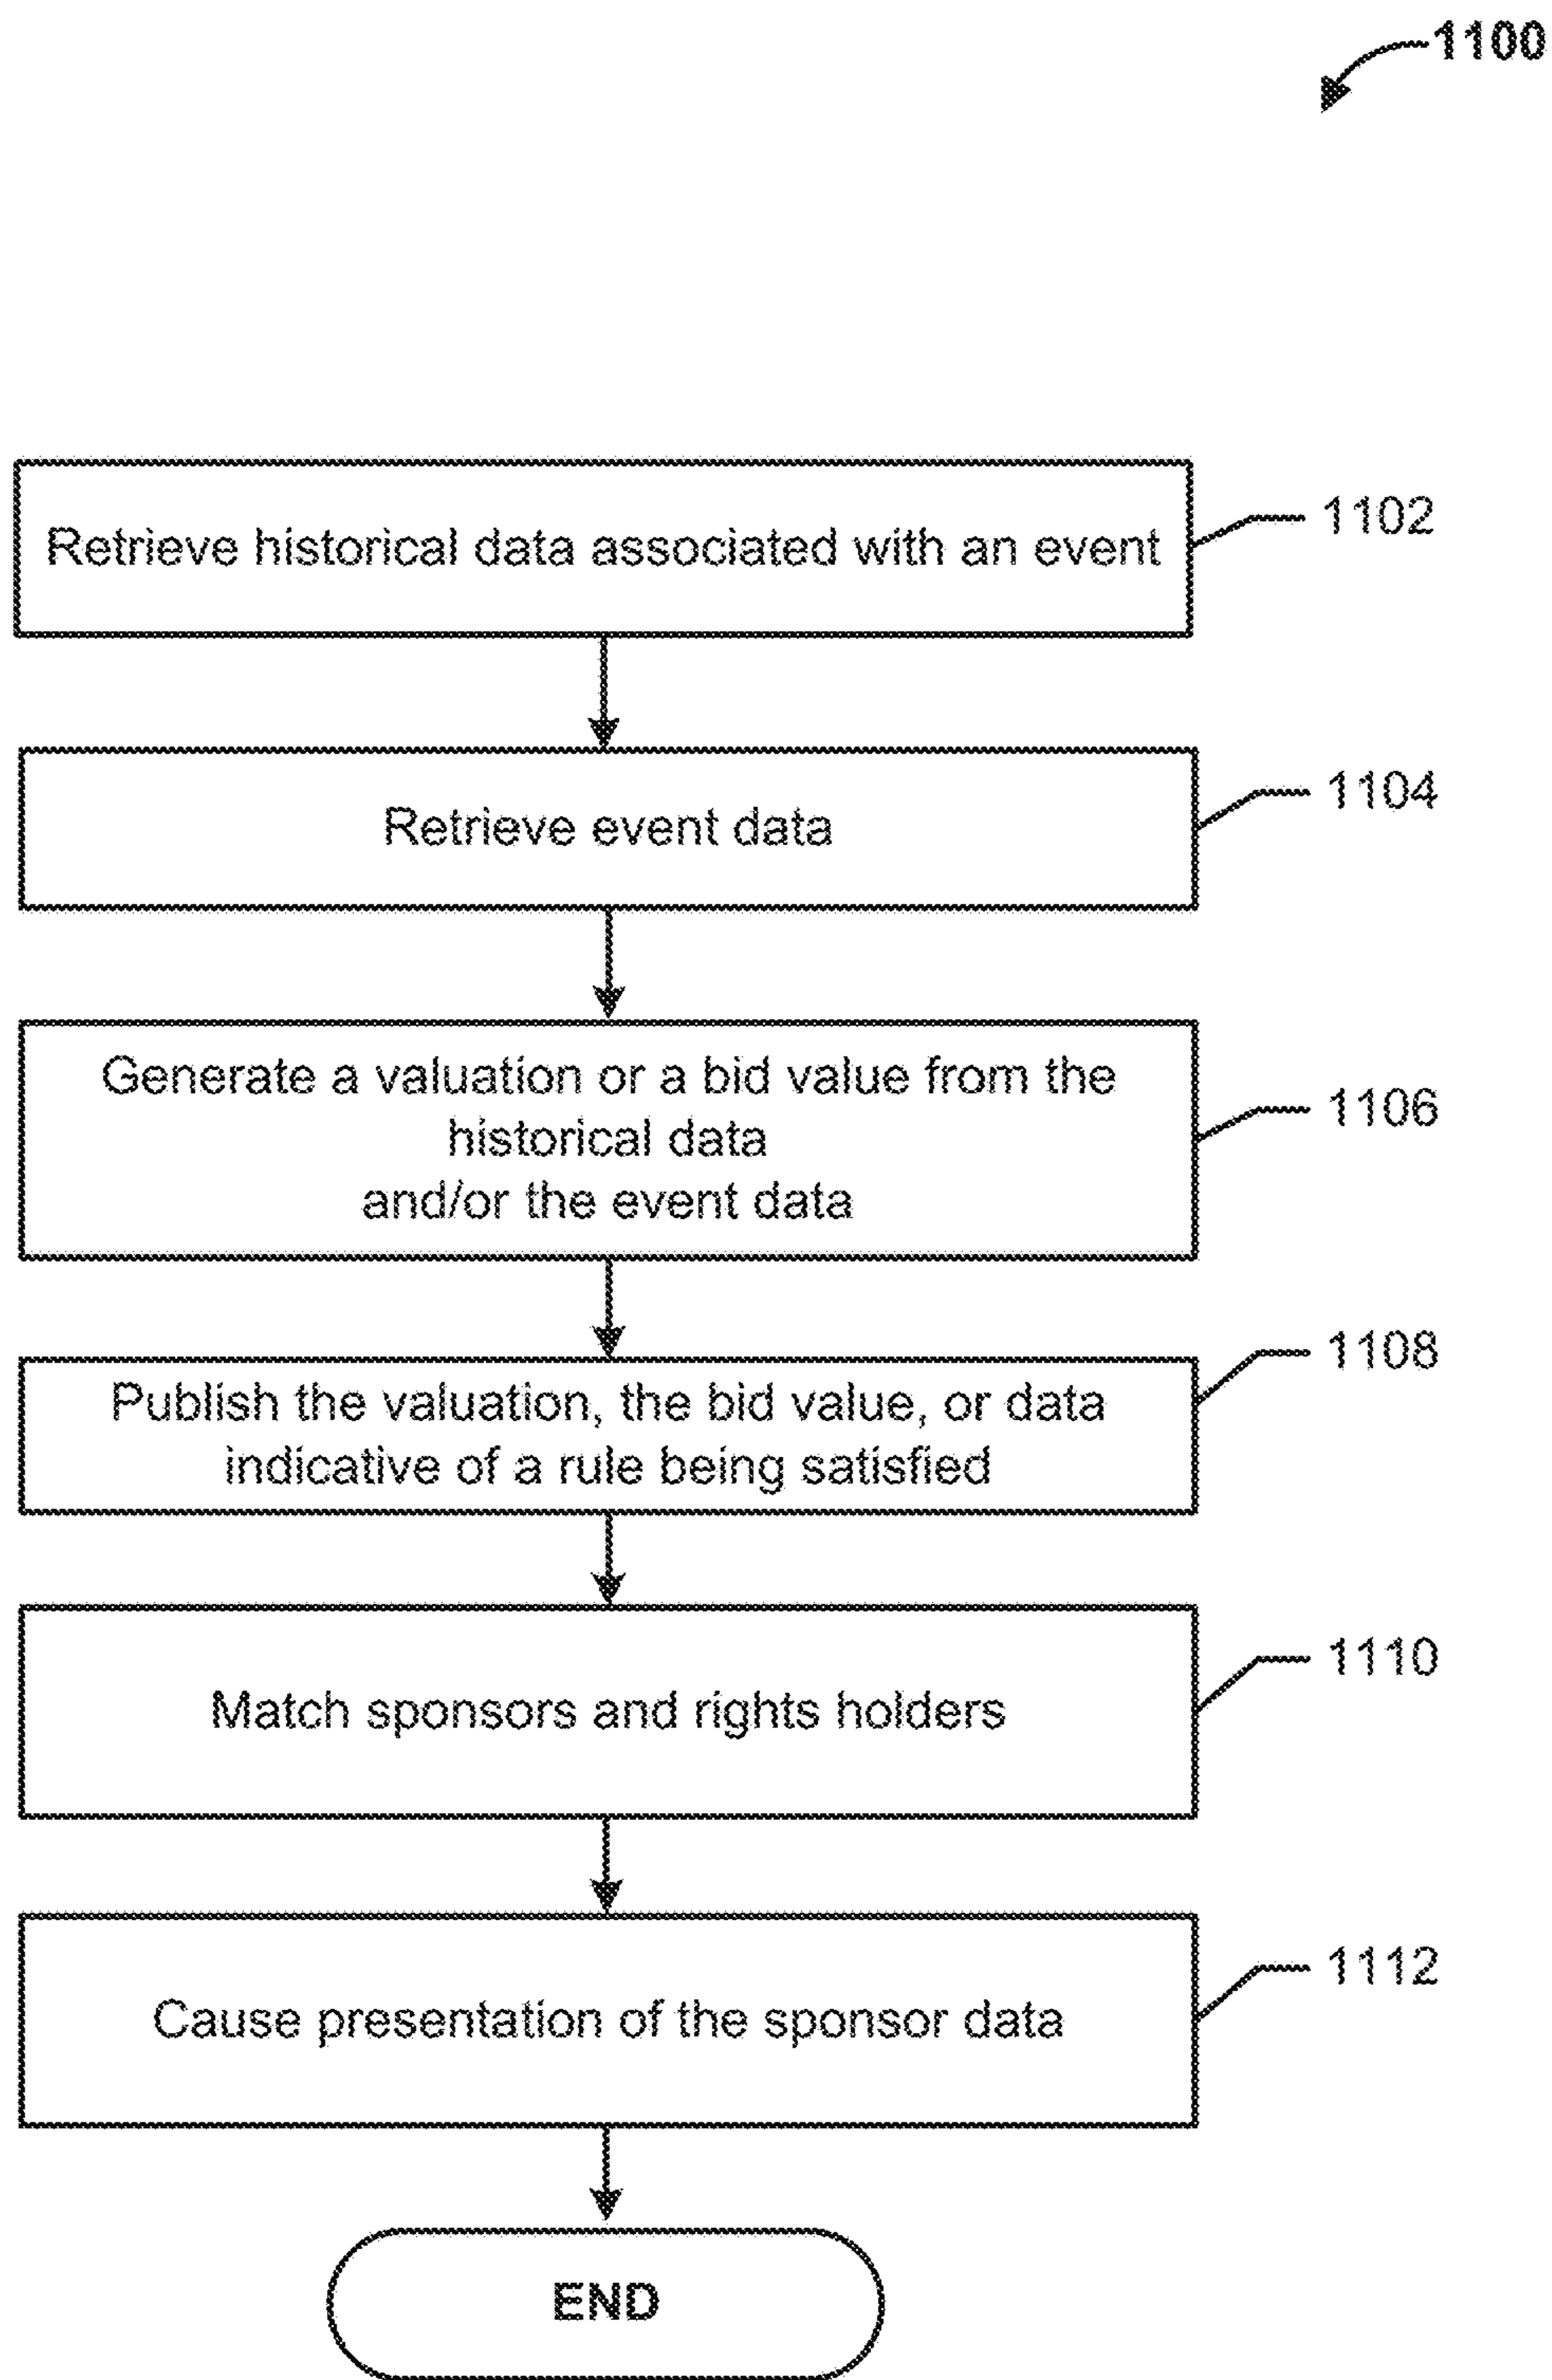 1100
Retrieve historical data associated with an event
1102
Retrieve event data
1104
Generate a valuation or a bid value from the
historical data
and/or the event data
1106
Publish the valuation, the bid value, or data
indicative of a rule being satisfied
1108
Match sponsors and rights holders
1110
Cause presentation of the sponsor data
1112
END